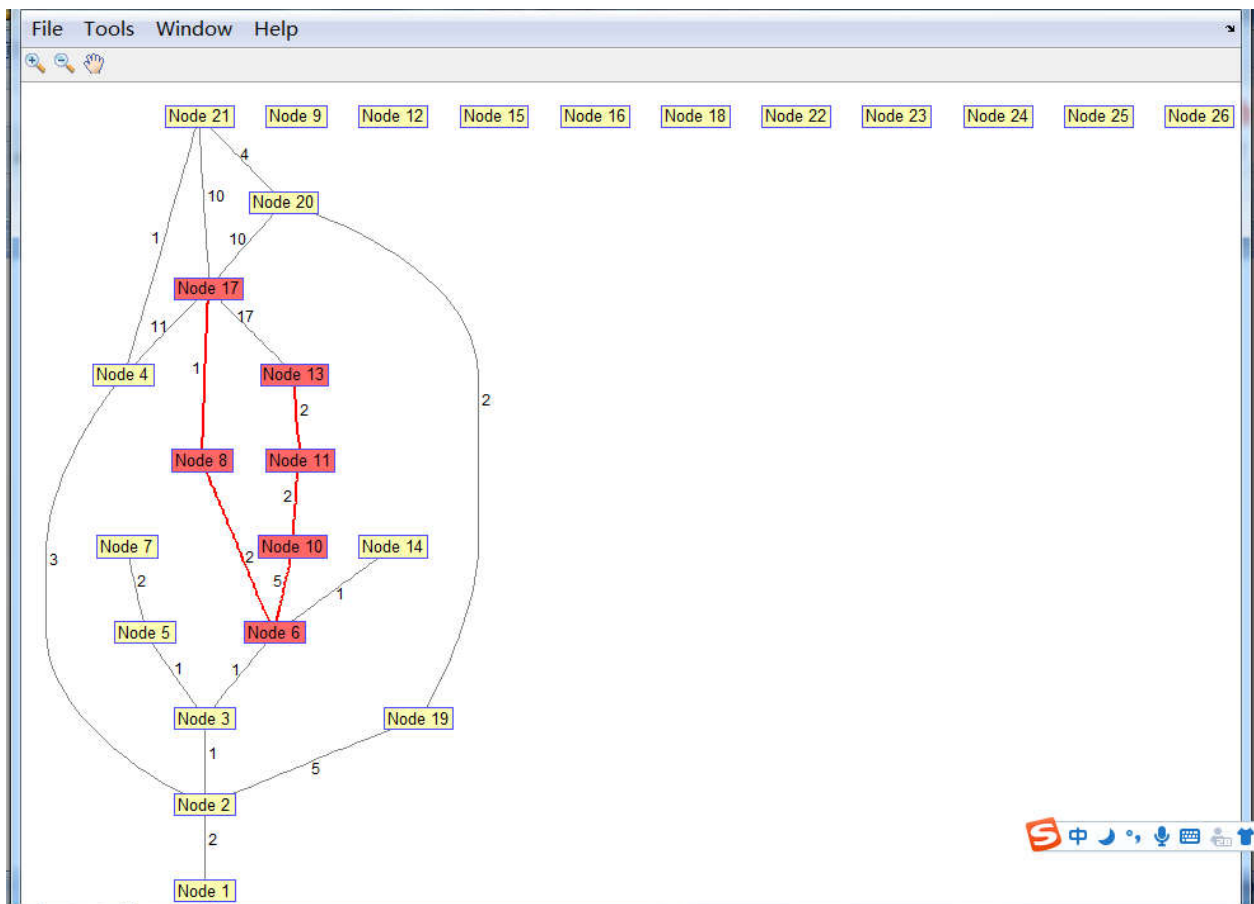 File Tools Window Help
Node 21 Node 9 Node 12 Node 15 Node 16 Node 18 Node 22 Node 23 Node 24 Node 25 Node 26
4
10
Node 20
1
10
Node 17
17
11
1
Node 4
Node 13
2
2
Node 8 Node 11
2
Node 7 Node 10 Node 14
3
2
2
5
1
Node 5 Node 6
1
1
Node 3 Node 19
1
5
Node 2
中
2
Node 1